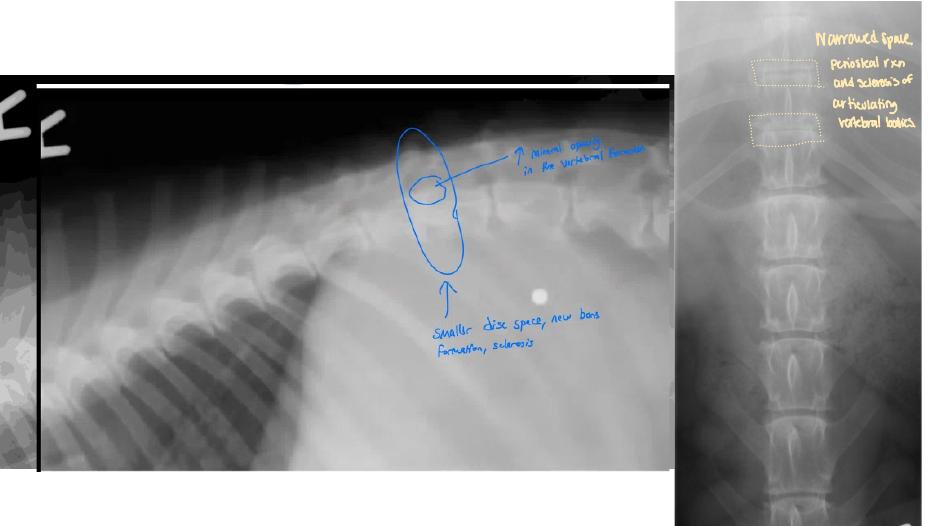 ↑ mineral opacity
in the vertebral foramen
smaller disc space, new bone
formation, sclerosis
Narrowed space
Periosteal rxn
and sclerosis of
articulating
vertebral bodies